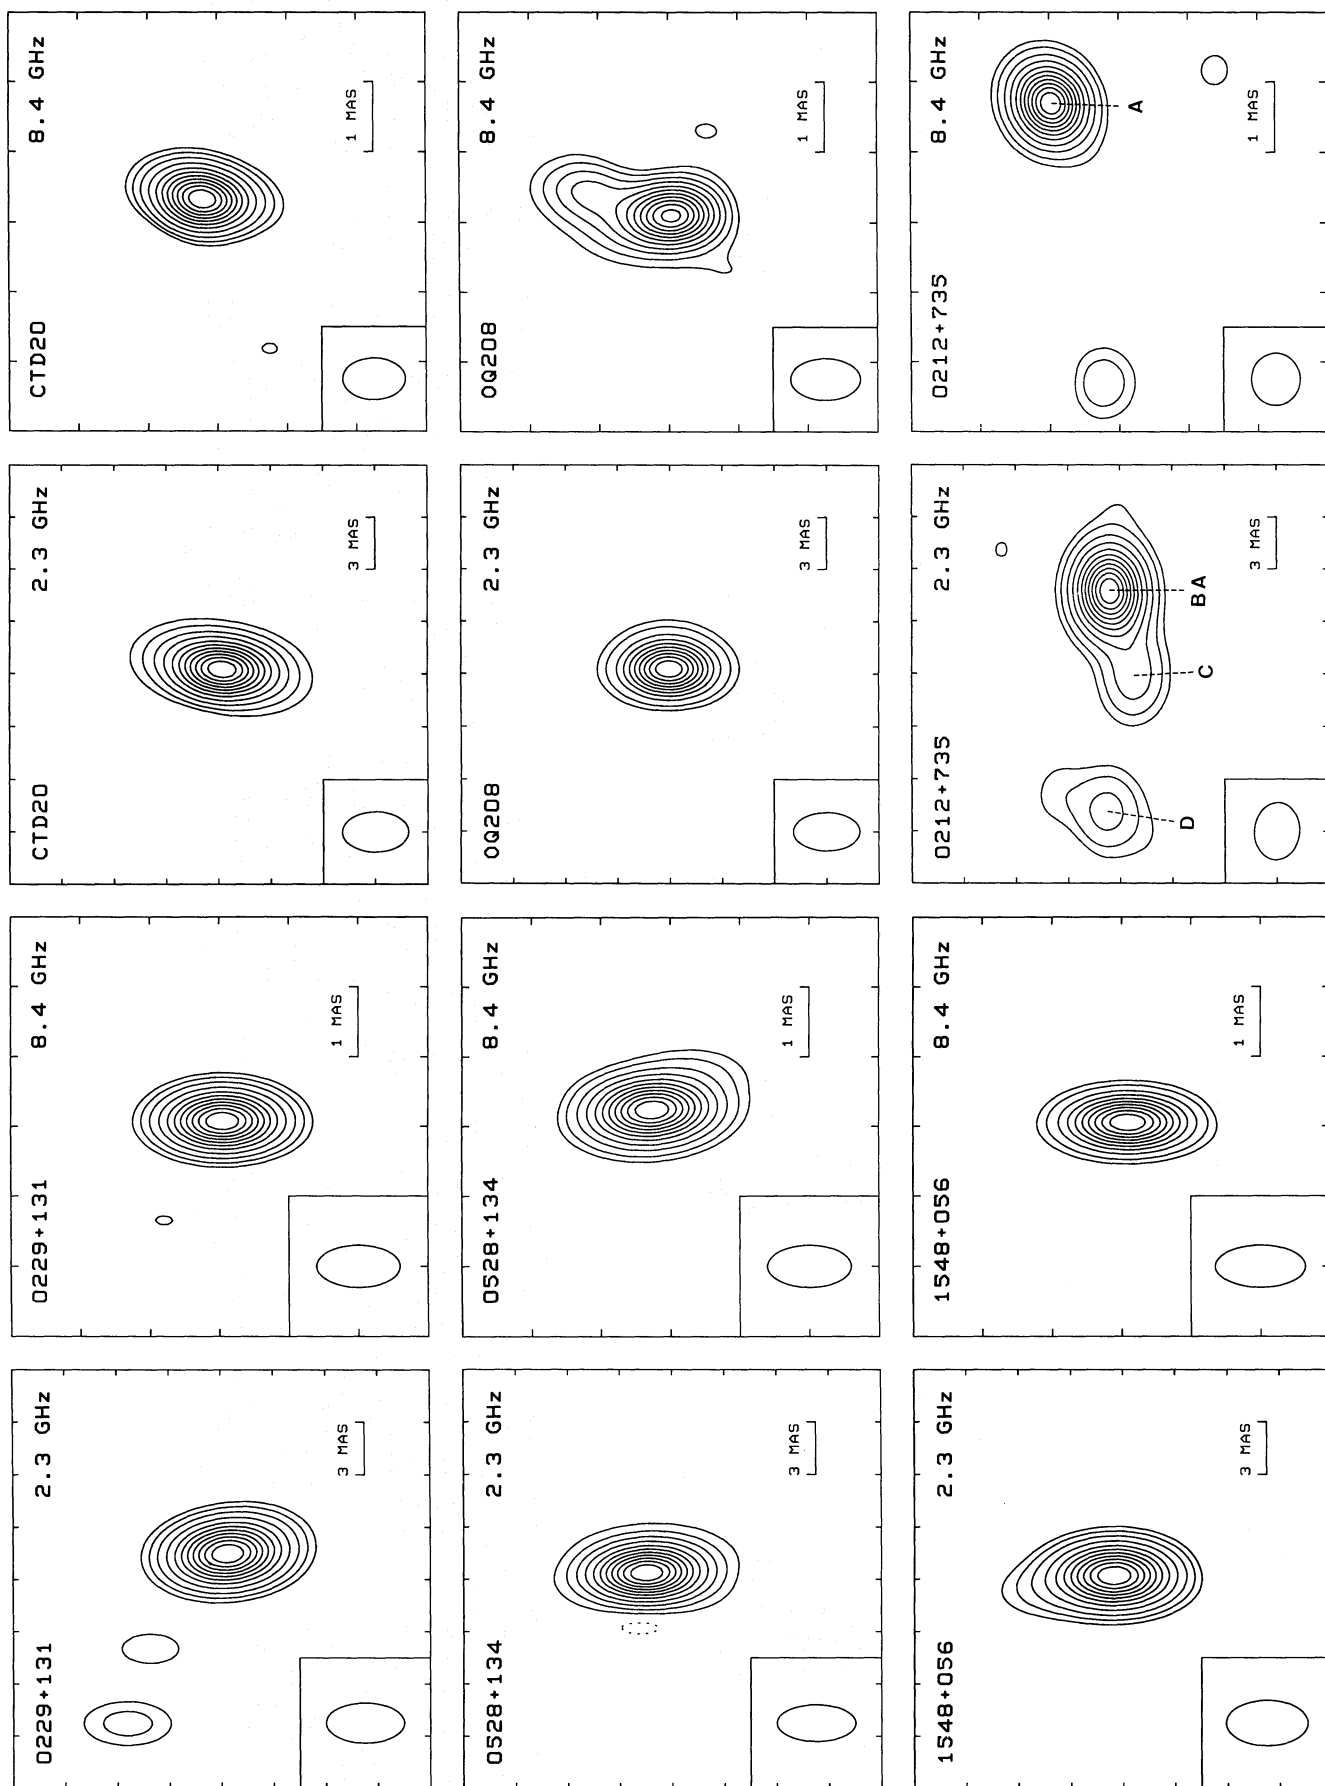 0229+131 2.3 GHz
3 MAS
0229+131 8.4 GHz
1 MAS
CTD20 2.3 GHz
3 MAS
CTD20 8.4 GHz
1 MAS
0528+134 2.3 GHz
3 MAS
0528+134 8.4 GHz
1 MAS
OQ208 2.3 GHz
3 MAS
OQ208 8.4 GHz
1 MAS
1548+056 2.3 GHz
3 MAS
1548+056 8.4 GHz
1 MAS
0212+735 2.3 GHz
D C B A
3 MAS
0212+735 8.4 GHz
A
1 MAS